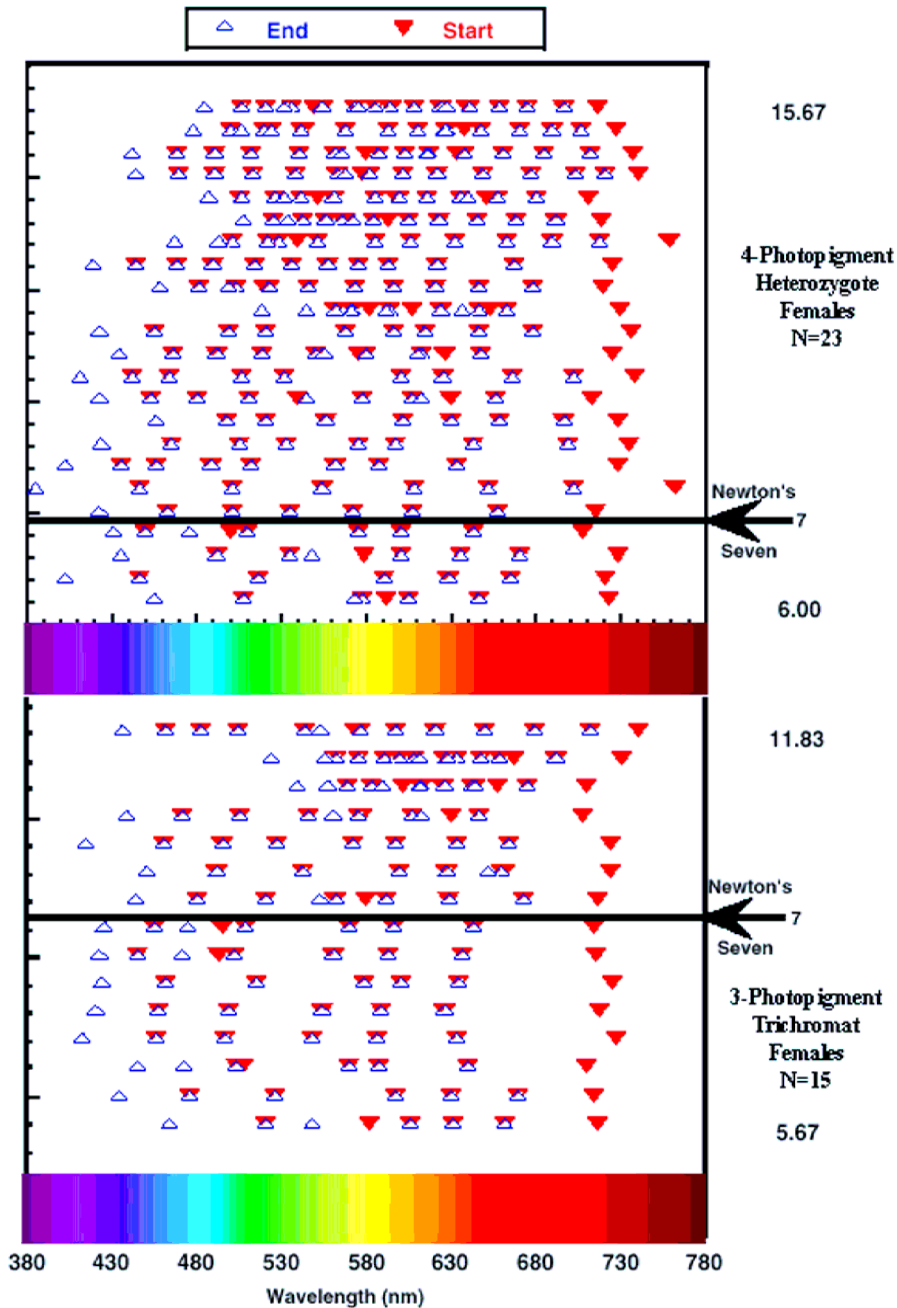 End Start
15.67
4-Photopigment
Heterozygote
Females
N=23
Newton's
7
Seven
6.00
11.83
Newton's
7
Seven
3-Photopigment
Trichromat
Females
N=15
5.67
380 430 480 530 580 630 680 730 780
Wavelength (nm)